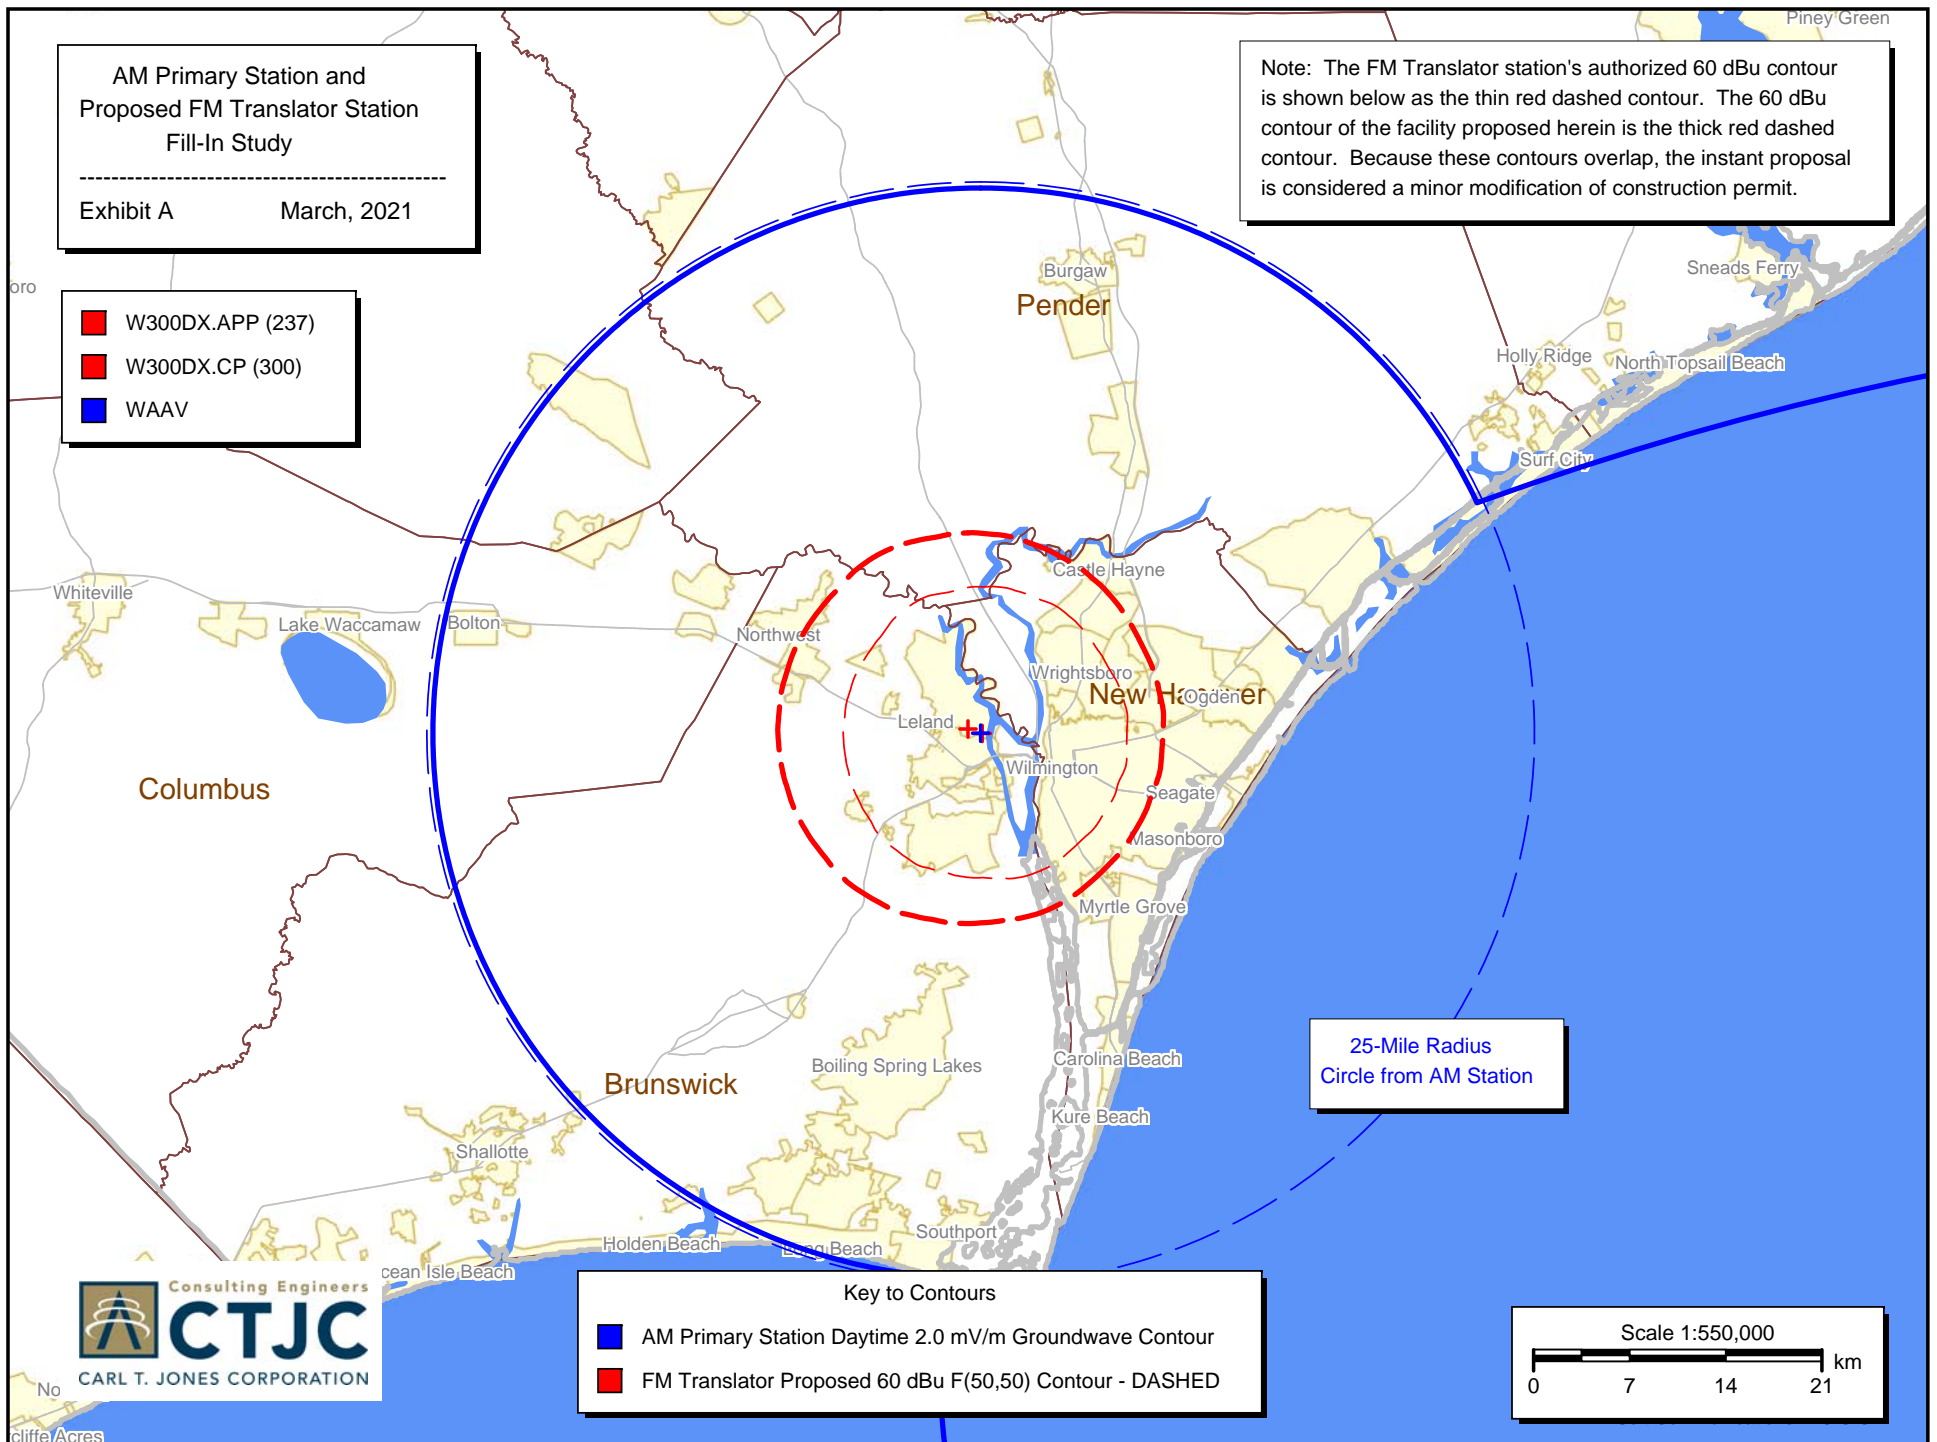 AM Primary Station and
Proposed FM Translator Station
Fill-In Study
----------------------------------------------
Exhibit A March, 2021
Note: The FM Translator station's authorized 60 dBu contour
is shown below as the thin red dashed contour. The 60 dBu
contour of the facility proposed herein is the thick red dashed
contour. Because these contours overlap, the instant proposal
is considered a minor modification of construction permit.
W300DX.APP (237)
W300DX.CP (300)
WAAV
Piney Green
oro
Burgaw
Pender
Sneads Ferry
Holly Ridge
North Topsail Beach
Surf City
Whiteville
Lake Waccamaw
Bolton
Northwest
Castle Hayne
Wrightsboro
New Hanover
Ogden
Leland
Wilmington
Columbus
Seagate
Masonboro
Myrtle Grove
Boiling Spring Lakes
Carolina Beach
Brunswick
Kure Beach
Shallotte
Southport
Holden Beach
Long Beach
cean Isle Beach
25-Mile Radius
Circle from AM Station
Consulting Engineers
CTJC
CARL T. JONES CORPORATION
No
cliffe Acres
Key to Contours
AM Primary Station Daytime 2.0 mV/m Groundwave Contour
FM Translator Proposed 60 dBu F(50,50) Contour - DASHED
Scale 1:550,000
km
0 7 14 21